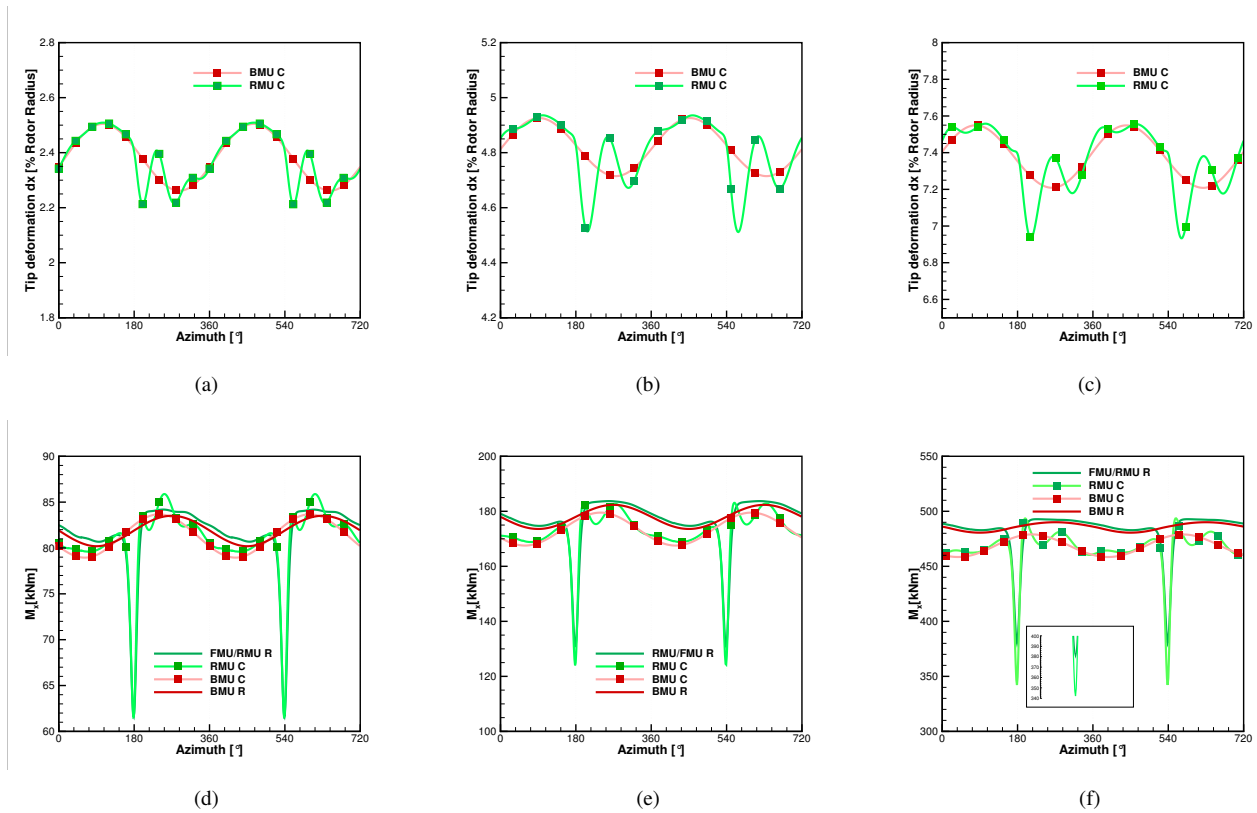 2.8
2.6
2.4
2.2
2
1.8
Tip deformation dx [% Rotor Radius]
BMU C
RMU C
0 180 360 540 720
Azimuth [°]
(a)
5.2
5
4.8
4.6
4.4
4.2
Tip deformation dx [% Rotor Radius]
BMU C
RMU C
0 180 360 540 720
Azimuth [°]
(b)
8
7.8
7.6
7.4
7.2
7
6.8
6.6
Tip deformation dx [% Rotor Radius]
BMU C
RMU C
0 180 360 540 720
Azimuth [°]
(c)
90
85
80
75
70
65
60
Mx[kNm]
FMU/RMU R
RMU C
BMU C
BMU R
0 180 360 540 720
Azimuth [°]
(d)
200
180
160
140
120
100
Mx[kNm]
RMU/FMU R
RMU C
BMU C
BMU R
0 180 360 540 720
Azimuth [°]
(e)
550
500
450
400
350
300
Mx[kNm]
FMU/RMU R
RMU C
BMU C
BMU R
400
390
380
370
360
350
340
0 180 360 540 720
Azimuth [°]
(f)